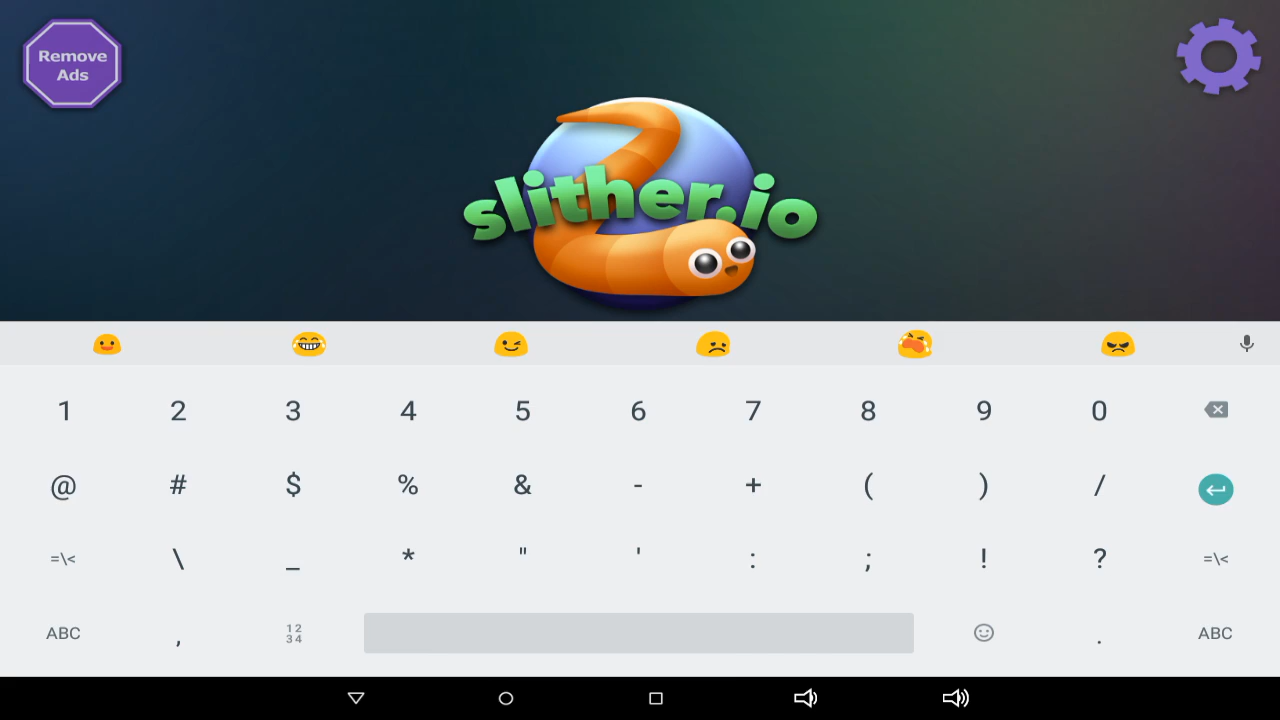 Remove
Ads
slither.io
1 2 3 4 5 6 7 8 9 0
@ # $ % & - + ( ) /
=\< \ _ * " ' : ; ! ? =\<
ABC , 12 . ABC
34